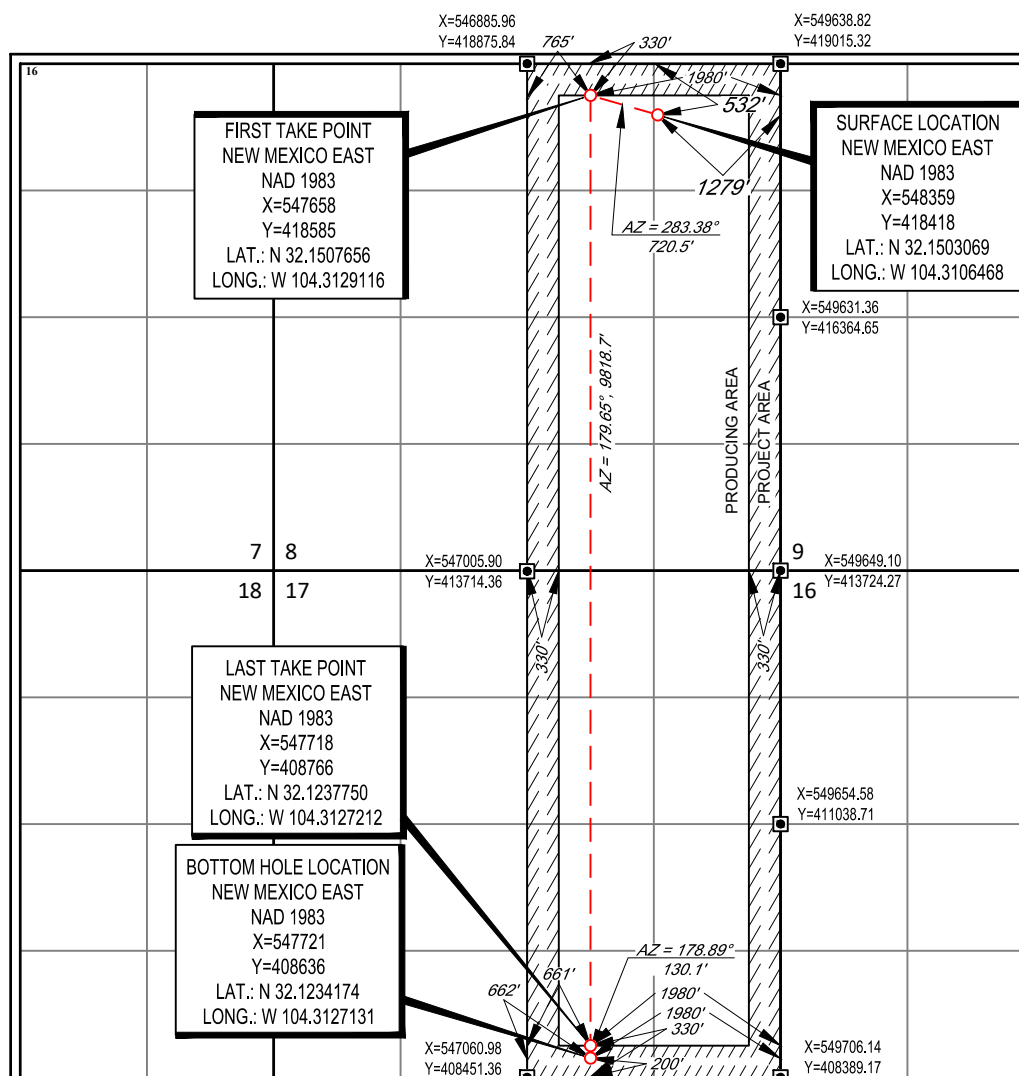 X=546885.96
Y=418875.84
X=549638.82
Y=419015.32
765'
330'
16
1980'
532'
FIRST TAKE POINT
NEW MEXICO EAST
NAD 1983
X=547658
Y=418585
LAT.: N 32.1507656
LONG.: W 104.3129116
SURFACE LOCATION
NEW MEXICO EAST
NAD 1983
X=548359
Y=418418
LAT.: N 32.1503069
LONG.: W 104.3106468
1279'
AZ = 283.38°
720.5'
X=549631.36
Y=416364.65
AZ = 179.65°, 9818.7'
PRODUCING AREA
PROJECT AREA
7
8
18
17
X=547005.90
Y=413714.36
9
16
X=549649.10
Y=413724.27
330'
330'
LAST TAKE POINT
NEW MEXICO EAST
NAD 1983
X=547718
Y=408766
LAT.: N 32.1237750
LONG.: W 104.3127212
X=549654.58
Y=411038.71
BOTTOM HOLE LOCATION
NEW MEXICO EAST
NAD 1983
X=547721
Y=408636
LAT.: N 32.1234174
LONG.: W 104.3127131
AZ = 178.89°
130.1'
661'
662'
1980'
1980'
330'
200'
X=547060.98
Y=408451.36
X=549706.14
Y=408389.17